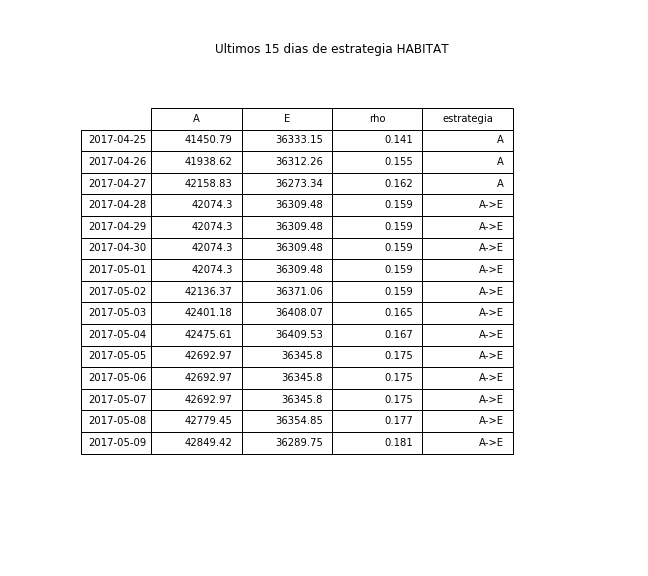 Ultimos 15 dias de estrategia HABITAT
A E rho estrategia
2017-04-25 41450.79 36333.15 0.141 A
2017-04-26 41938.62 36312.26 0.155 A
2017-04-27 42158.83 36273.34 0.162 A
2017-04-28 42074.3 36309.48 0.159 A->E
2017-04-29 42074.3 36309.48 0.159 A->E
2017-04-30 42074.3 36309.48 0.159 A->E
2017-05-01 42074.3 36309.48 0.159 A->E
2017-05-02 42136.37 36371.06 0.159 A->E
2017-05-03 42401.18 36408.07 0.165 A->E
2017-05-04 42475.61 36409.53 0.167 A->E
2017-05-05 42692.97 36345.8 0.175 A->E
2017-05-06 42692.97 36345.8 0.175 A->E
2017-05-07 42692.97 36345.8 0.175 A->E
2017-05-08 42779.45 36354.85 0.177 A->E
2017-05-09 42849.42 36289.75 0.181 A->E